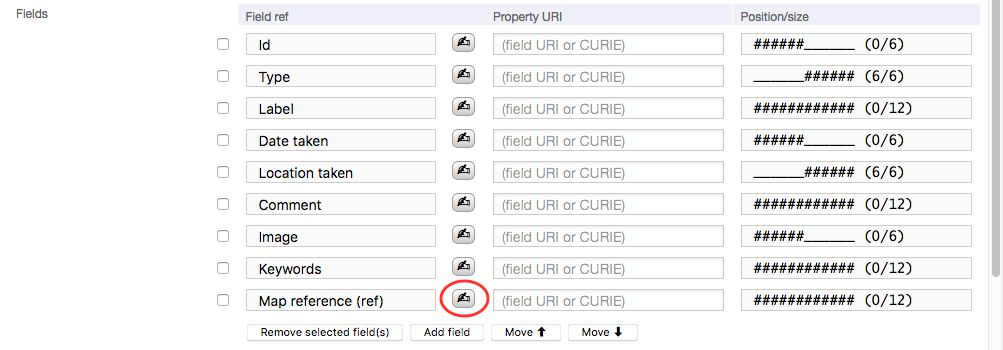 Fields
Field ref Property URI Position/size
Id ✍ (field URI or CURIE) ######______ (0/6)
Type ✍ (field URI or CURIE) ______###### (6/6)
Label ✍ (field URI or CURIE) ############ (0/12)
Date taken ✍ (field URI or CURIE) ######______ (0/6)
Location taken ✍ (field URI or CURIE) ______###### (6/6)
Comment ✍ (field URI or CURIE) ############ (0/12)
Image ✍ (field URI or CURIE) ######______ (0/6)
Keywords ✍ (field URI or CURIE) ############ (0/12)
Map reference (ref) ✍ (field URI or CURIE) ############ (0/12)
Remove selected field(s) Add field Move ⬆ Move ⬇